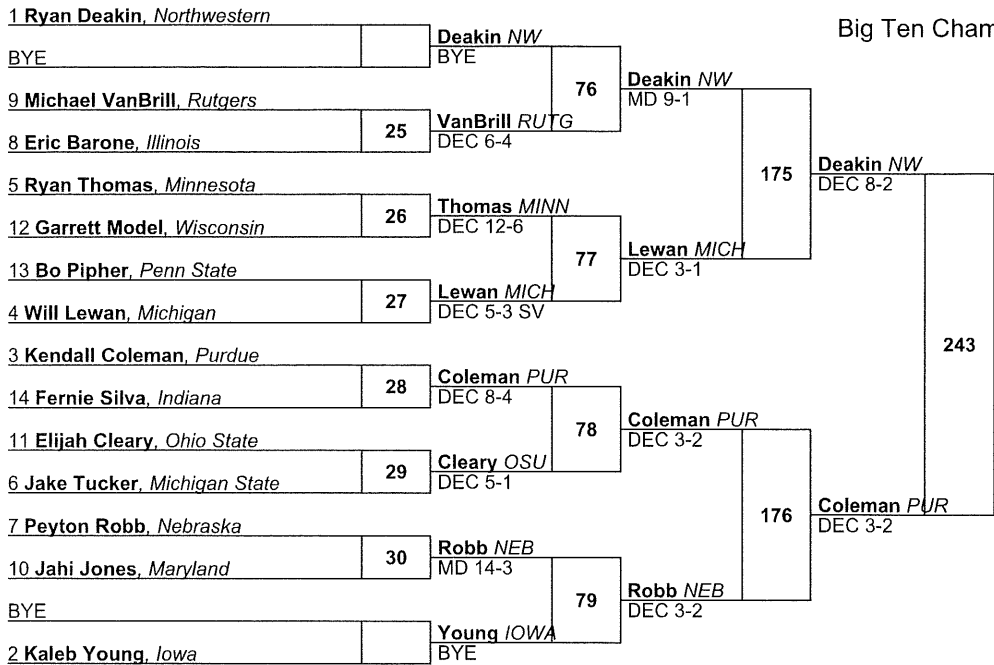 Big Ten Cham
1 Ryan Deakin, Northwestern
BYE
9 Michael VanBrill, Rutgers
8 Eric Barone, Illinois
5 Ryan Thomas, Minnesota
12 Garrett Model, Wisconsin
13 Bo Pipher, Penn State
4 Will Lewan, Michigan
3 Kendall Coleman, Purdue
14 Fernie Silva, Indiana
11 Elijah Cleary, Ohio State
6 Jake Tucker, Michigan State
7 Peyton Robb, Nebraska
10 Jahi Jones, Maryland
BYE
2 Kaleb Young, Iowa
25
26
27
28
29
30
Deakin NW
BYE
VanBrill RUTG
DEC 6-4
Thomas MINN
DEC 12-6
Lewan MICH
DEC 5-3 SV
Coleman PUR
DEC 8-4
Cleary OSU
DEC 5-1
Robb NEB
MD 14-3
Young IOWA
BYE
76
77
78
79
Deakin NW
MD 9-1
Lewan MICH
DEC 3-1
Coleman PUR
DEC 3-2
Robb NEB
DEC 3-2
175
176
Deakin NW
DEC 8-2
Coleman PUR
DEC 3-2
243